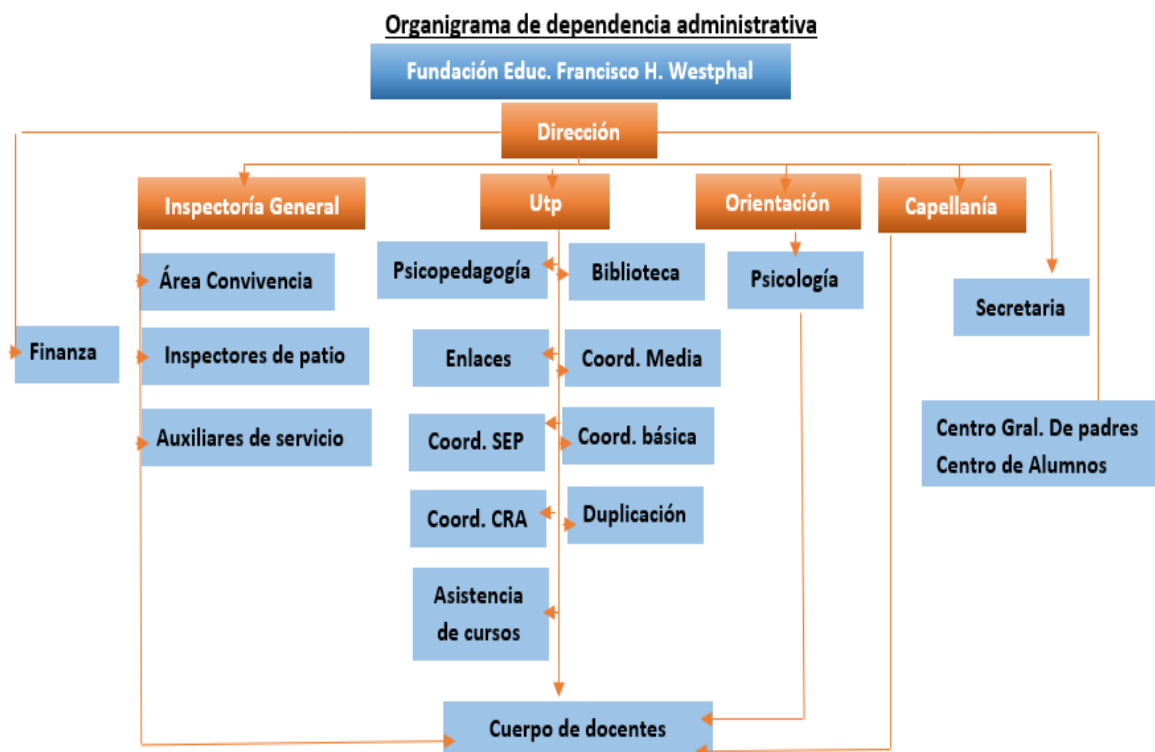 Organigrama de dependencia administrativa
Fundación Educ. Francisco H. Westphal
Dirección
Inspectoría General
Utp
Orientación
Capellanía
Psicopedagogía
Biblioteca
Psicología
Área Convivencia
Secretaria
Finanza
Inspectores de patio
Enlaces
Coord. Media
Auxiliares de servicio
Coord. SEP
Coord. básica
Centro Gral. De padres
Centro de Alumnos
Coord. CRA
Duplicación
Asistencia
de cursos
Cuerpo de docentes